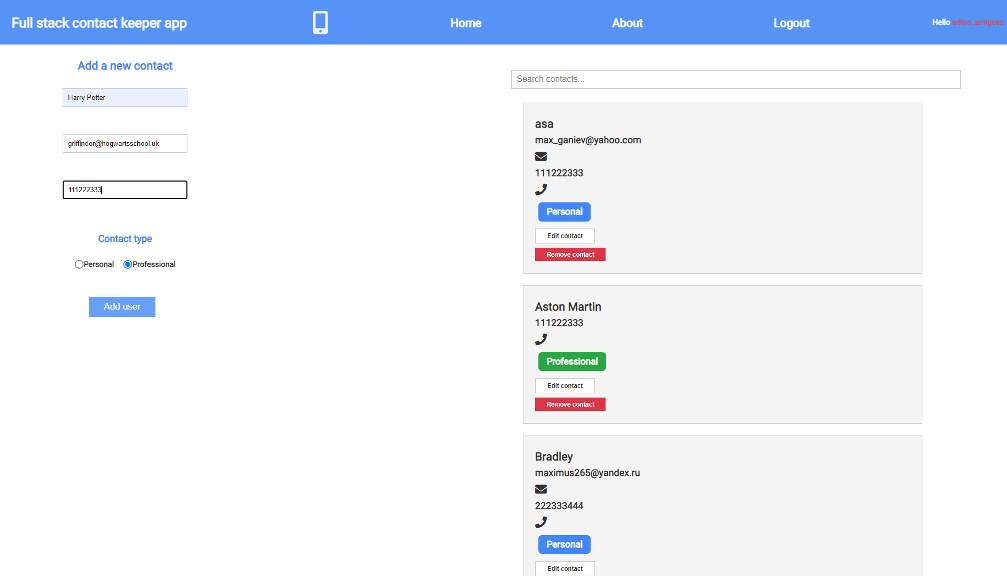 Full stack contact keeper app
Home
About
Logout
Hello adios_amigoos
Add a new contact
Harry Potter
griffindor@hogwartsschool.uk
111222333
Contact type
Personal
Professional
Add user
Search contacts...
asa
max_ganiev@yahoo.com
111222333
Personal
Edit contact
Remove contact
Aston Martin
111222333
Professional
Edit contact
Remove contact
Bradley
maximus265@yandex.ru
222333444
Personal
Edit contact